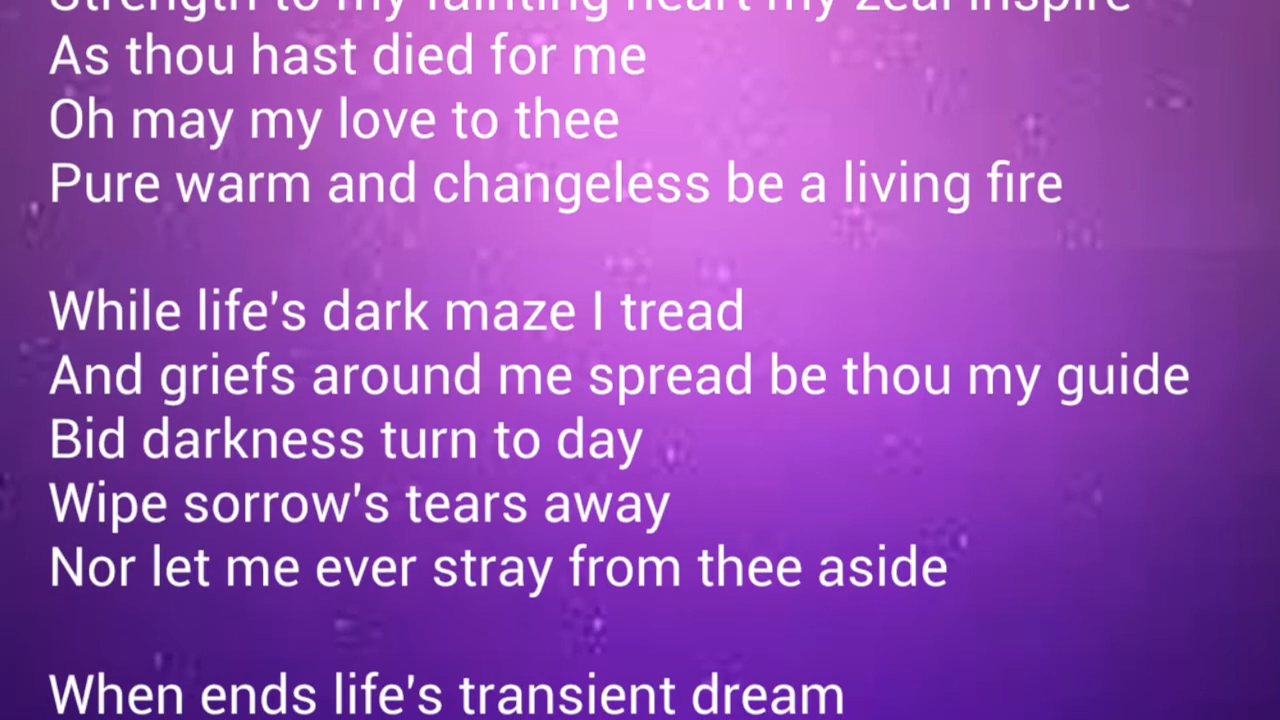 Strength to my fainting heart my zeal inspire
As thou hast died for me
Oh may my love to thee
Pure warm and changeless be a living fire
While life's dark maze I tread
And griefs around me spread be thou my guide
Bid darkness turn to day
Wipe sorrow's tears away
Nor let me ever stray from thee aside
When ends life's transient dream